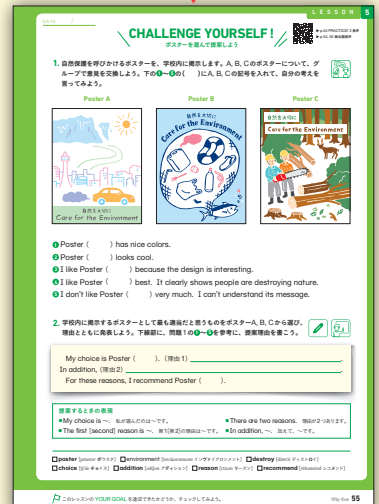 LESSON 5
DATE /
CHALLENGE YOURSELF!
ポスターを選んで提案しよう
1. 自然保護を呼びかけるポスターを、学校内に掲示します。A, B, Cのポスターについて、グ
ループで意見を交換しよう。下の❶〜❺の( )にA, B, Cの記号を入れて、自分の考えを
言ってみよう。
Poster A
Poster B
Poster C
自然を大切に
Care for the Environment
自然を大切に
Care for the Environment
自然を大切に
Care for the Environment
❶ Poster ( ) has nice colors.
❷ Poster ( ) looks cool.
❸ I like Poster ( ) because the design is interesting.
❹ I like Poster ( ) best. It clearly shows people are destroying nature.
❺ I don't like Poster ( ) very much. I can't understand its message.
2. 学校内に掲示するポスターとして最も適当だと思うものをポスターA, B, Cから選び、
理由とともに発表しよう。下線部に、問題1の❶〜❺を参考に、提案理由を書こう。
My choice is Poster ( ). (理由1)
In addition, (理由2)
For these reasons, I recommend Poster ( ).
提案するときの表現
• My choice is 〜. 私が選んだのは〜です。
• There are two reasons. 理由が2つあります。
• The first [second] reason is 〜. 第1[第2]の理由は〜です。
• In addition, 〜. 加えて、〜です。
□poster [póustər ポウスタ] □environment □destroy
□choice □addition □reason □recommend
このレッスンの YOUR GOAL を達成できたかどうか、チェックしてみよう。
fifty-five 55